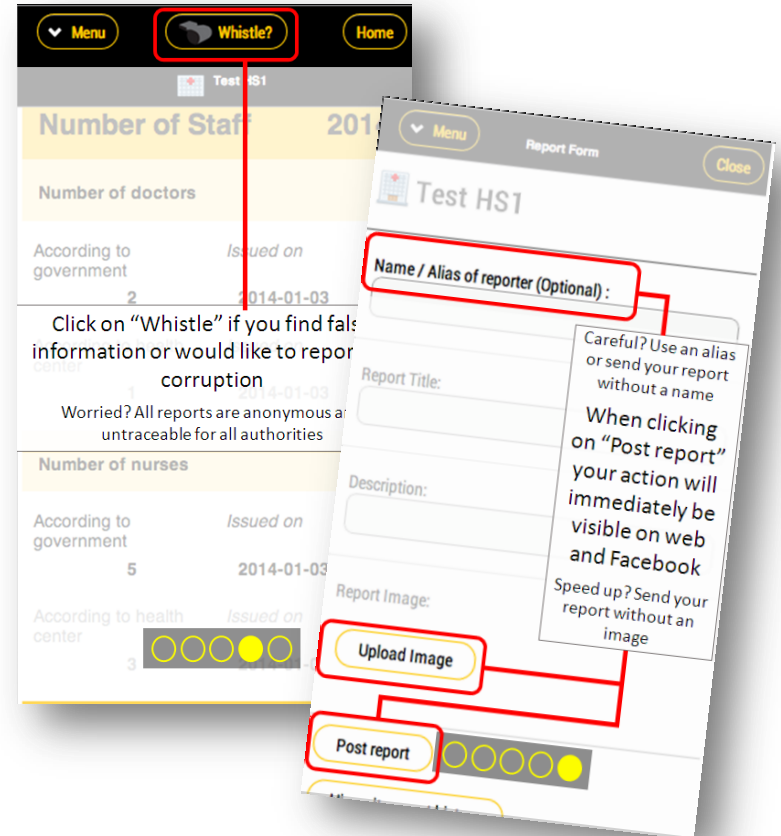 Menu Whistle? Home
Test HS1
Number of Staff 201
Number of doctors
According to government Issued on
2 2014-01-03
Click on “Whistle” if you find fals
information or would like to repor
corruption
Worried? All reports are anonymous a
untraceable for all authorities
center
1 2014-01-03
Number of nurses
According to government Issued on
5 2014-01-03
According to health center Issued on
3
Menu Report Form Close
Test HS1
Name / Alias of reporter (Optional) :
Careful? Use an alias
or send your report
without a name
When clicking
on “Post report”
your action will
immediately be
visible on web
and Facebook
Speed up? Send your
report without an
image
Report Title:
Description:
Report Image:
Upload Image
Post report